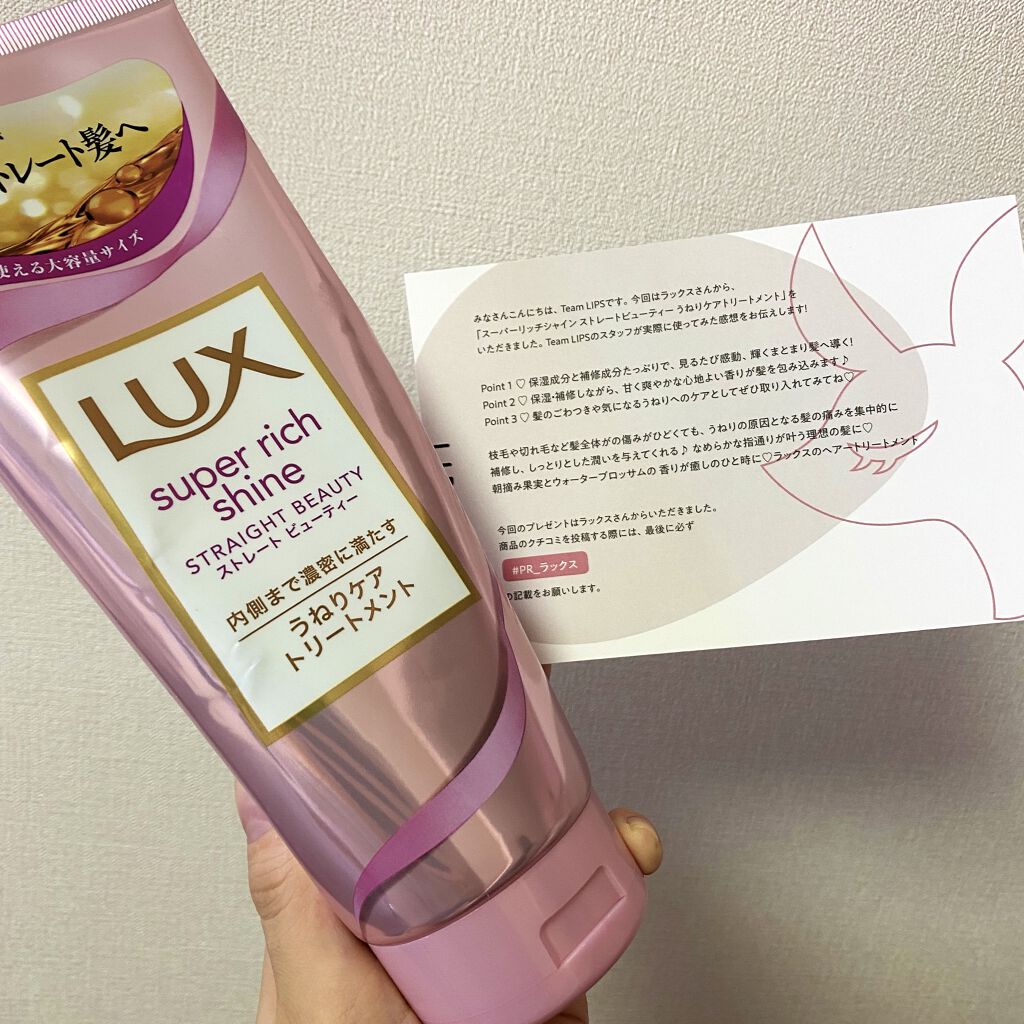 トレート髪へ
使える大容量サイズ
LUX
super rich
shine
STRAIGHT BEAUTY
ストレート ビューティー
内側まで濃密に満たす
うねりケア
トリートメント
みなさんこんにちは、Team LIPSです。今回はラックスさんから、
「スーパーリッチシャイン ストレートビューティー うねりケアトリートメント」を
いただきました。Team LIPSのスタッフが実際に使ってみた感想をお伝えします!
Point 1 ♡ 保湿成分と補修成分たっぷりで、見るたび感動、輝くまとまり髪へ導く!
Point 2 ♡ 保湿・補修しながら、甘く爽やかな心地よい香りが髪を包み込みます♪
Point 3 ♡ 髪のごわつきや気になるうねりへのケアとしてぜひ取り入れてみてね♡
枝毛や切れ毛など髪全体がの傷みがひどくても、うねりの原因となる髪の痛みを集中的に
補修し、しっとりとした潤いを与えてくれる♪ なめらかな指通りが叶う理想の髪に♡
朝摘み果実とウォーターブロッサムの 香りが癒しのひと時に♡ラックスのヘアートリートメント
今回のプレゼントはラックスさんからいただきました。
商品のクチコミを投稿する際には、最後に必ず
#PR_ラックス
の記載をお願いします。